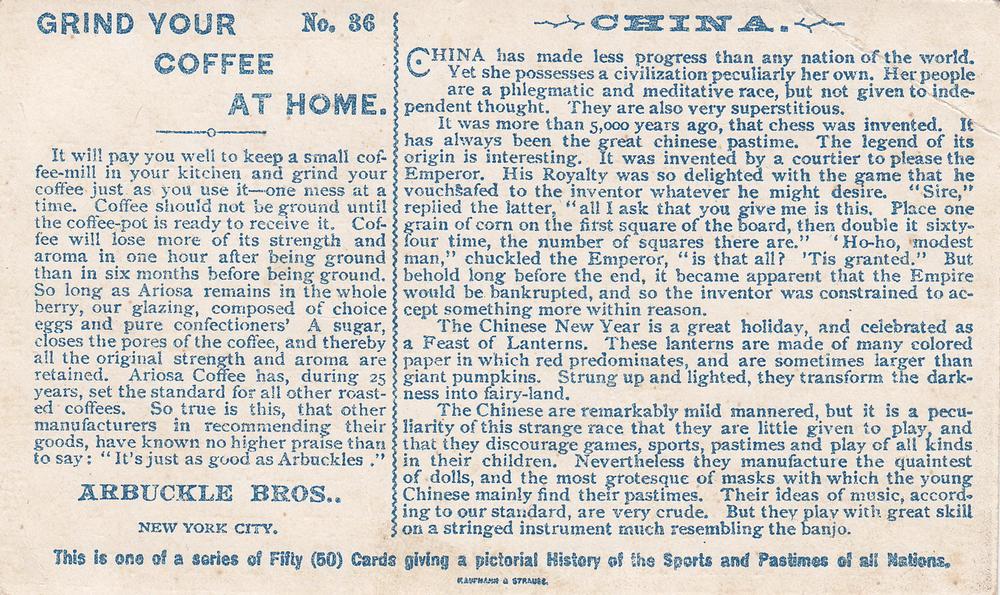 GRIND YOUR No. 36
COFFEE
AT HOME.
It will pay you well to keep a small cof-
fee-mill in your kitchen and grind your
coffee just as you use it—one mess at a
time. Coffee should not be ground until
the coffee-pot is ready to receive it. Cof-
fee will lose more of its strength and
aroma in one hour after being ground
than in six months before being ground.
So long as Ariosa remains in the whole
berry, our glazing, composed of choice
eggs and pure confectioners' A sugar,
closes the pores of the coffee, and thereby
all the original strength and aroma are
retained. Ariosa Coffee has, during 25
years, set the standard for all other roast-
ed coffees. So true is this, that other
manufacturers in recommending their
goods, have known no higher praise than
to say: "It's just as good as Arbuckles ."
ARBUCKLE BROS..
NEW YORK CITY.
CHINA.
CHINA has made less progress than any nation of the world.
Yet she possesses a civilization peculiarly her own. Her people
are a phlegmatic and meditative race, but not given to inde-
pendent thought. They are also very superstitious.
It was more than 5,000 years ago, that chess was invented. It
has always been the great chinese pastime. The legend of its
origin is interesting. It was invented by a courtier to please the
Emperor. His Royalty was so delighted with the game that he
vouchsafed to the inventor whatever he might desire. "Sire,"
repliied the latter, "all I ask that you give me is this. Place one
grain of corn on the first square of the board, then double it sixty-
four time, the number of squares there are." 'Ho-ho, modest
man," chuckled the Emperor, "is that all? 'Tis granted." But
behold long before the end, it became apparent that the Empire
would be bankrupted, and so the inventor was constrained to ac-
cept something more within reason.
The Chinese New Year is a great holiday, and celebrated as
a Feast of Lanterns. These lanterns are made of many colored
paper in which red predominates, and are sometimes larger than
giant pumpkins. Strung up and lighted, they transform the dark-
ness into fairy-land.
The Chinese are remarkably mild mannered, but it is a pecu-
liarity of this strange race that they are little given to play, and
that they discourage games, sports, pastimes and play of all kinds
in their children. Nevertheless they manufacture the quaintest
of dolls, and the most grotesque of masks with which the young
Chinese mainly find their pastimes. Their ideas of music, accord-
ing to our standard, are very crude. But they play with great skill
on a stringed instrument much resembling the banjo.
This is one of a series of Fifty (50) Cards giving a pictorial History of the Sports and Pastimes of all Nations.
KAUFMANN & STRAUSS.